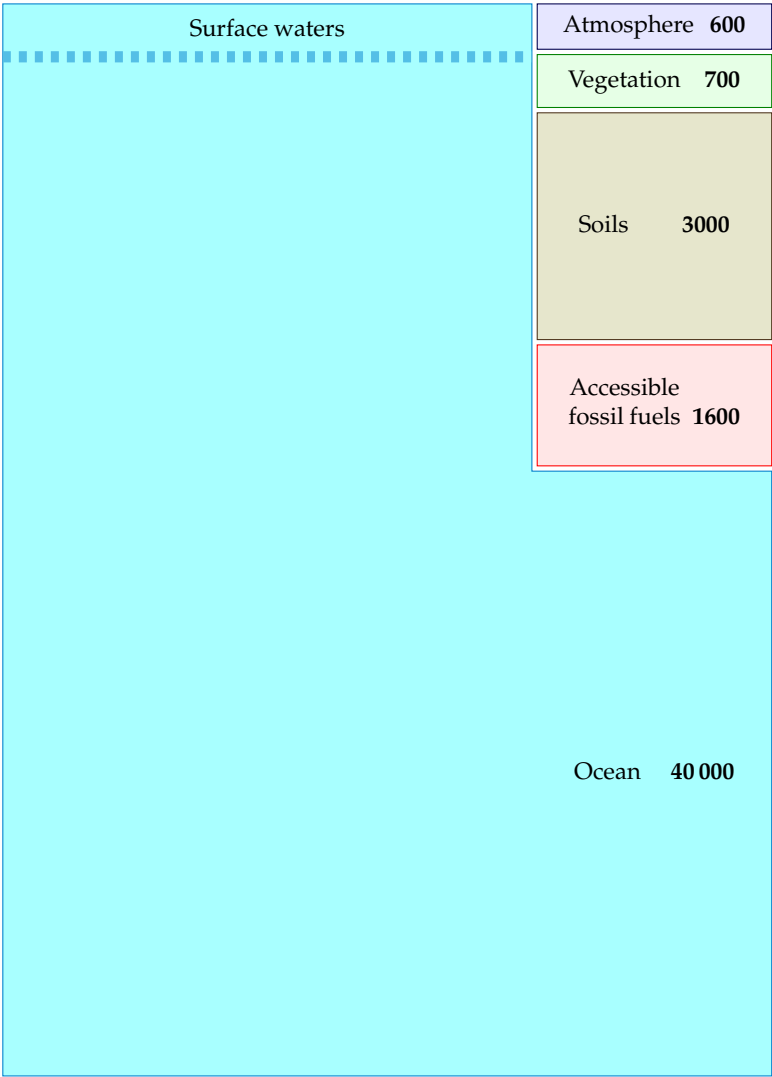 Surface waters
Atmosphere 600
Vegetation 700
Soils 3000
Accessible
fossil fuels 1600
Ocean 40 000